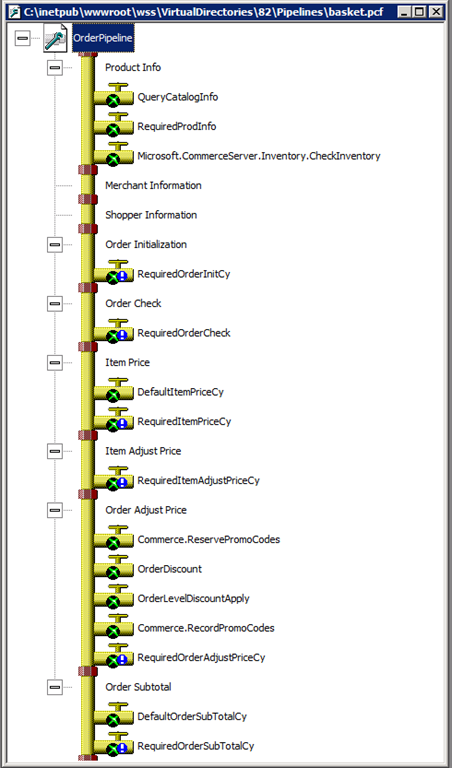 C:\inetpub\wwwroot\wss\VirtualDirectories\82\Pipelines\basket.pcf
OrderPipeline
Product Info
QueryCatalogInfo
RequiredProdInfo
Microsoft.CommerceServer.Inventory.CheckInventory
Merchant Information
Shopper Information
Order Initialization
RequiredOrderInitCy
Order Check
RequiredOrderCheck
Item Price
DefaultItemPriceCy
RequiredItemPriceCy
Item Adjust Price
RequiredItemAdjustPriceCy
Order Adjust Price
Commerce.ReservePromoCodes
OrderDiscount
OrderLevelDiscountApply
Commerce.RecordPromoCodes
RequiredOrderAdjustPriceCy
Order Subtotal
DefaultOrderSubTotalCy
RequiredOrderSubTotalCy